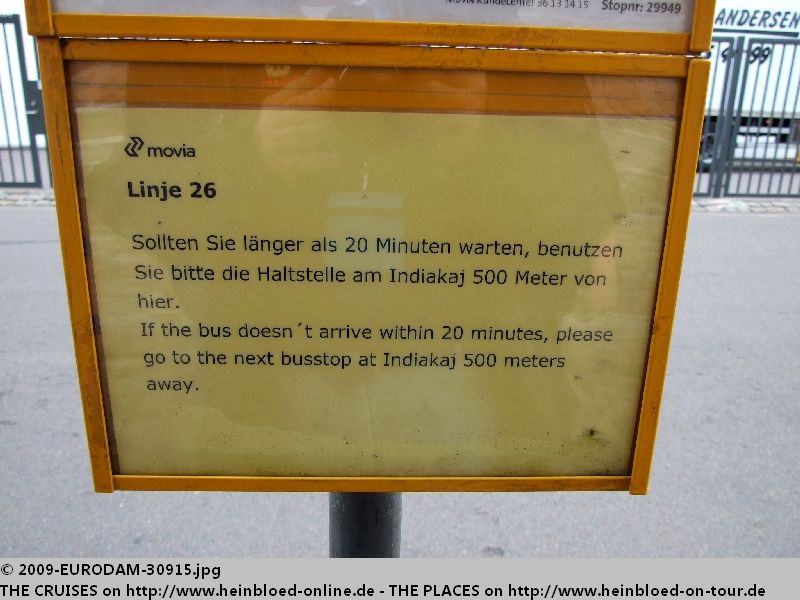 Movia Kundecenter 36 13 14 15 Stopnr: 29949
ANDERSEN
99
movia
Linje 26
Sollten Sie länger als 20 Minuten warten, benutzen
Sie bitte die Haltstelle am Indiakaj 500 Meter von
hier.
If the bus doesn´t arrive within 20 minutes, please
go to the next busstop at Indiakaj 500 meters
away.
© 2009-EURODAM-30915.jpg
THE CRUISES on http://www.heinbloed-online.de - THE PLACES on http://www.heinbloed-on-tour.de